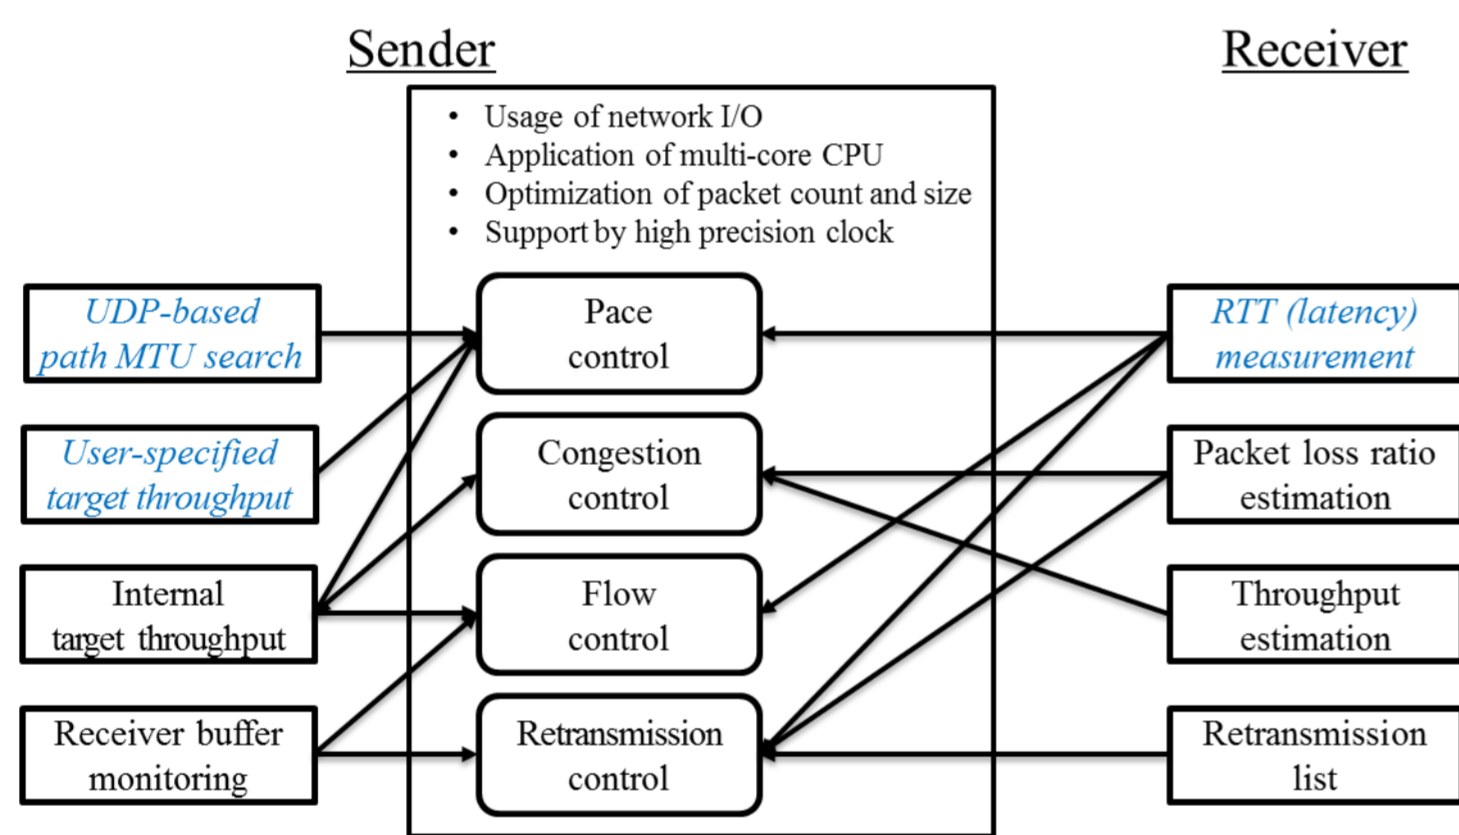 Sender
Receiver
• Usage of network I/O
• Application of multi-core CPU
• Optimization of packet count and size
• Support by high precision clock
UDP-based
path MTU search
Pace
control
RTT (latency)
measurement
User-specified
target throughput
Congestion
control
Packet loss ratio
estimation
Internal
target throughput
Flow
control
Throughput
estimation
Receiver buffer
monitoring
Retransmission
control
Retransmission
list